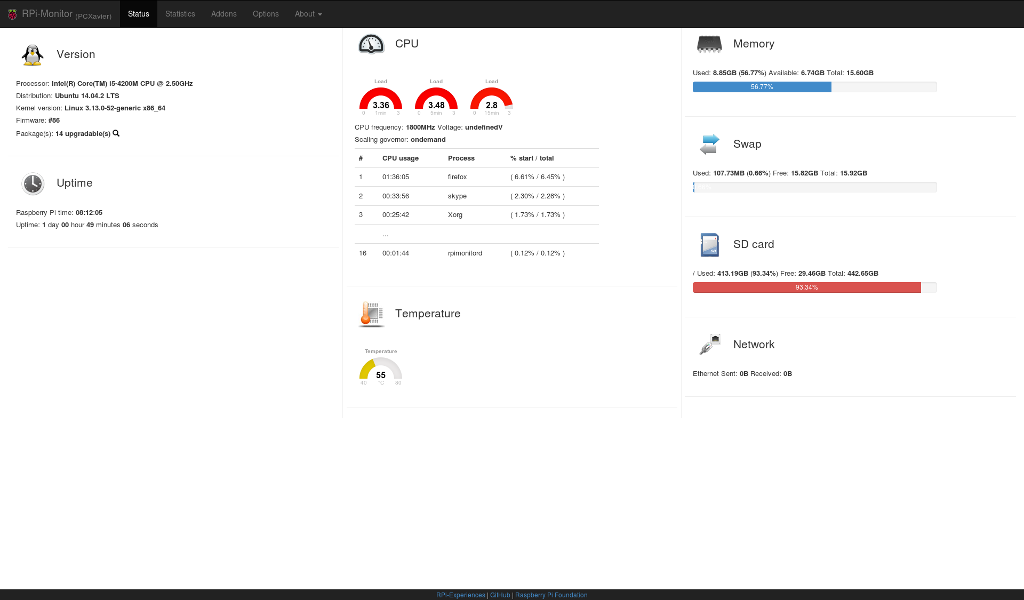 RPi-Monitor (PCXavier) Status Statistics Addons Options About
Version
Processor: Intel(R) Core(TM) i5-4200M CPU @ 2.50GHz
Distribution: Ubuntu 14.04.2 LTS
Kernel version: Linux 3.13.0-52-generic x86_64
Firmware: #86
Package(s): 14 upgradable(s)
Uptime
Raspberry Pi time: 08:12:05
Uptime: 1 day 00 hour 49 minutes 06 seconds
CPU
Load Load Load
3.36 3.48 2.8
0 1min 3 0 5min 3 0 15min 3
CPU frequency: 1800MHz Voltage: undefinedV
Scaling governor: ondemand
# CPU usage Process % start / total
1 01:36:05 firefox ( 6.61% / 6.45% )
2 00:33:56 skype ( 2.30% / 2.28% )
3 00:25:42 Xorg ( 1.73% / 1.73% )
...
16 00:01:44 rpimonitord ( 0.12% / 0.12% )
Temperature
Temperature
55
40 °C 80
Memory
Used: 8.85GB (56.77%) Available: 6.74GB Total: 15.60GB
56.77%
Swap
Used: 107.73MB (0.66%) Free: 15.82GB Total: 15.92GB
SD card
/ Used: 413.19GB (93.34%) Free: 29.46GB Total: 442.65GB
93.34%
Network
Ethernet Sent: 0B Received: 0B
RPi-Experiences | GitHub | Raspberry Pi Foundation